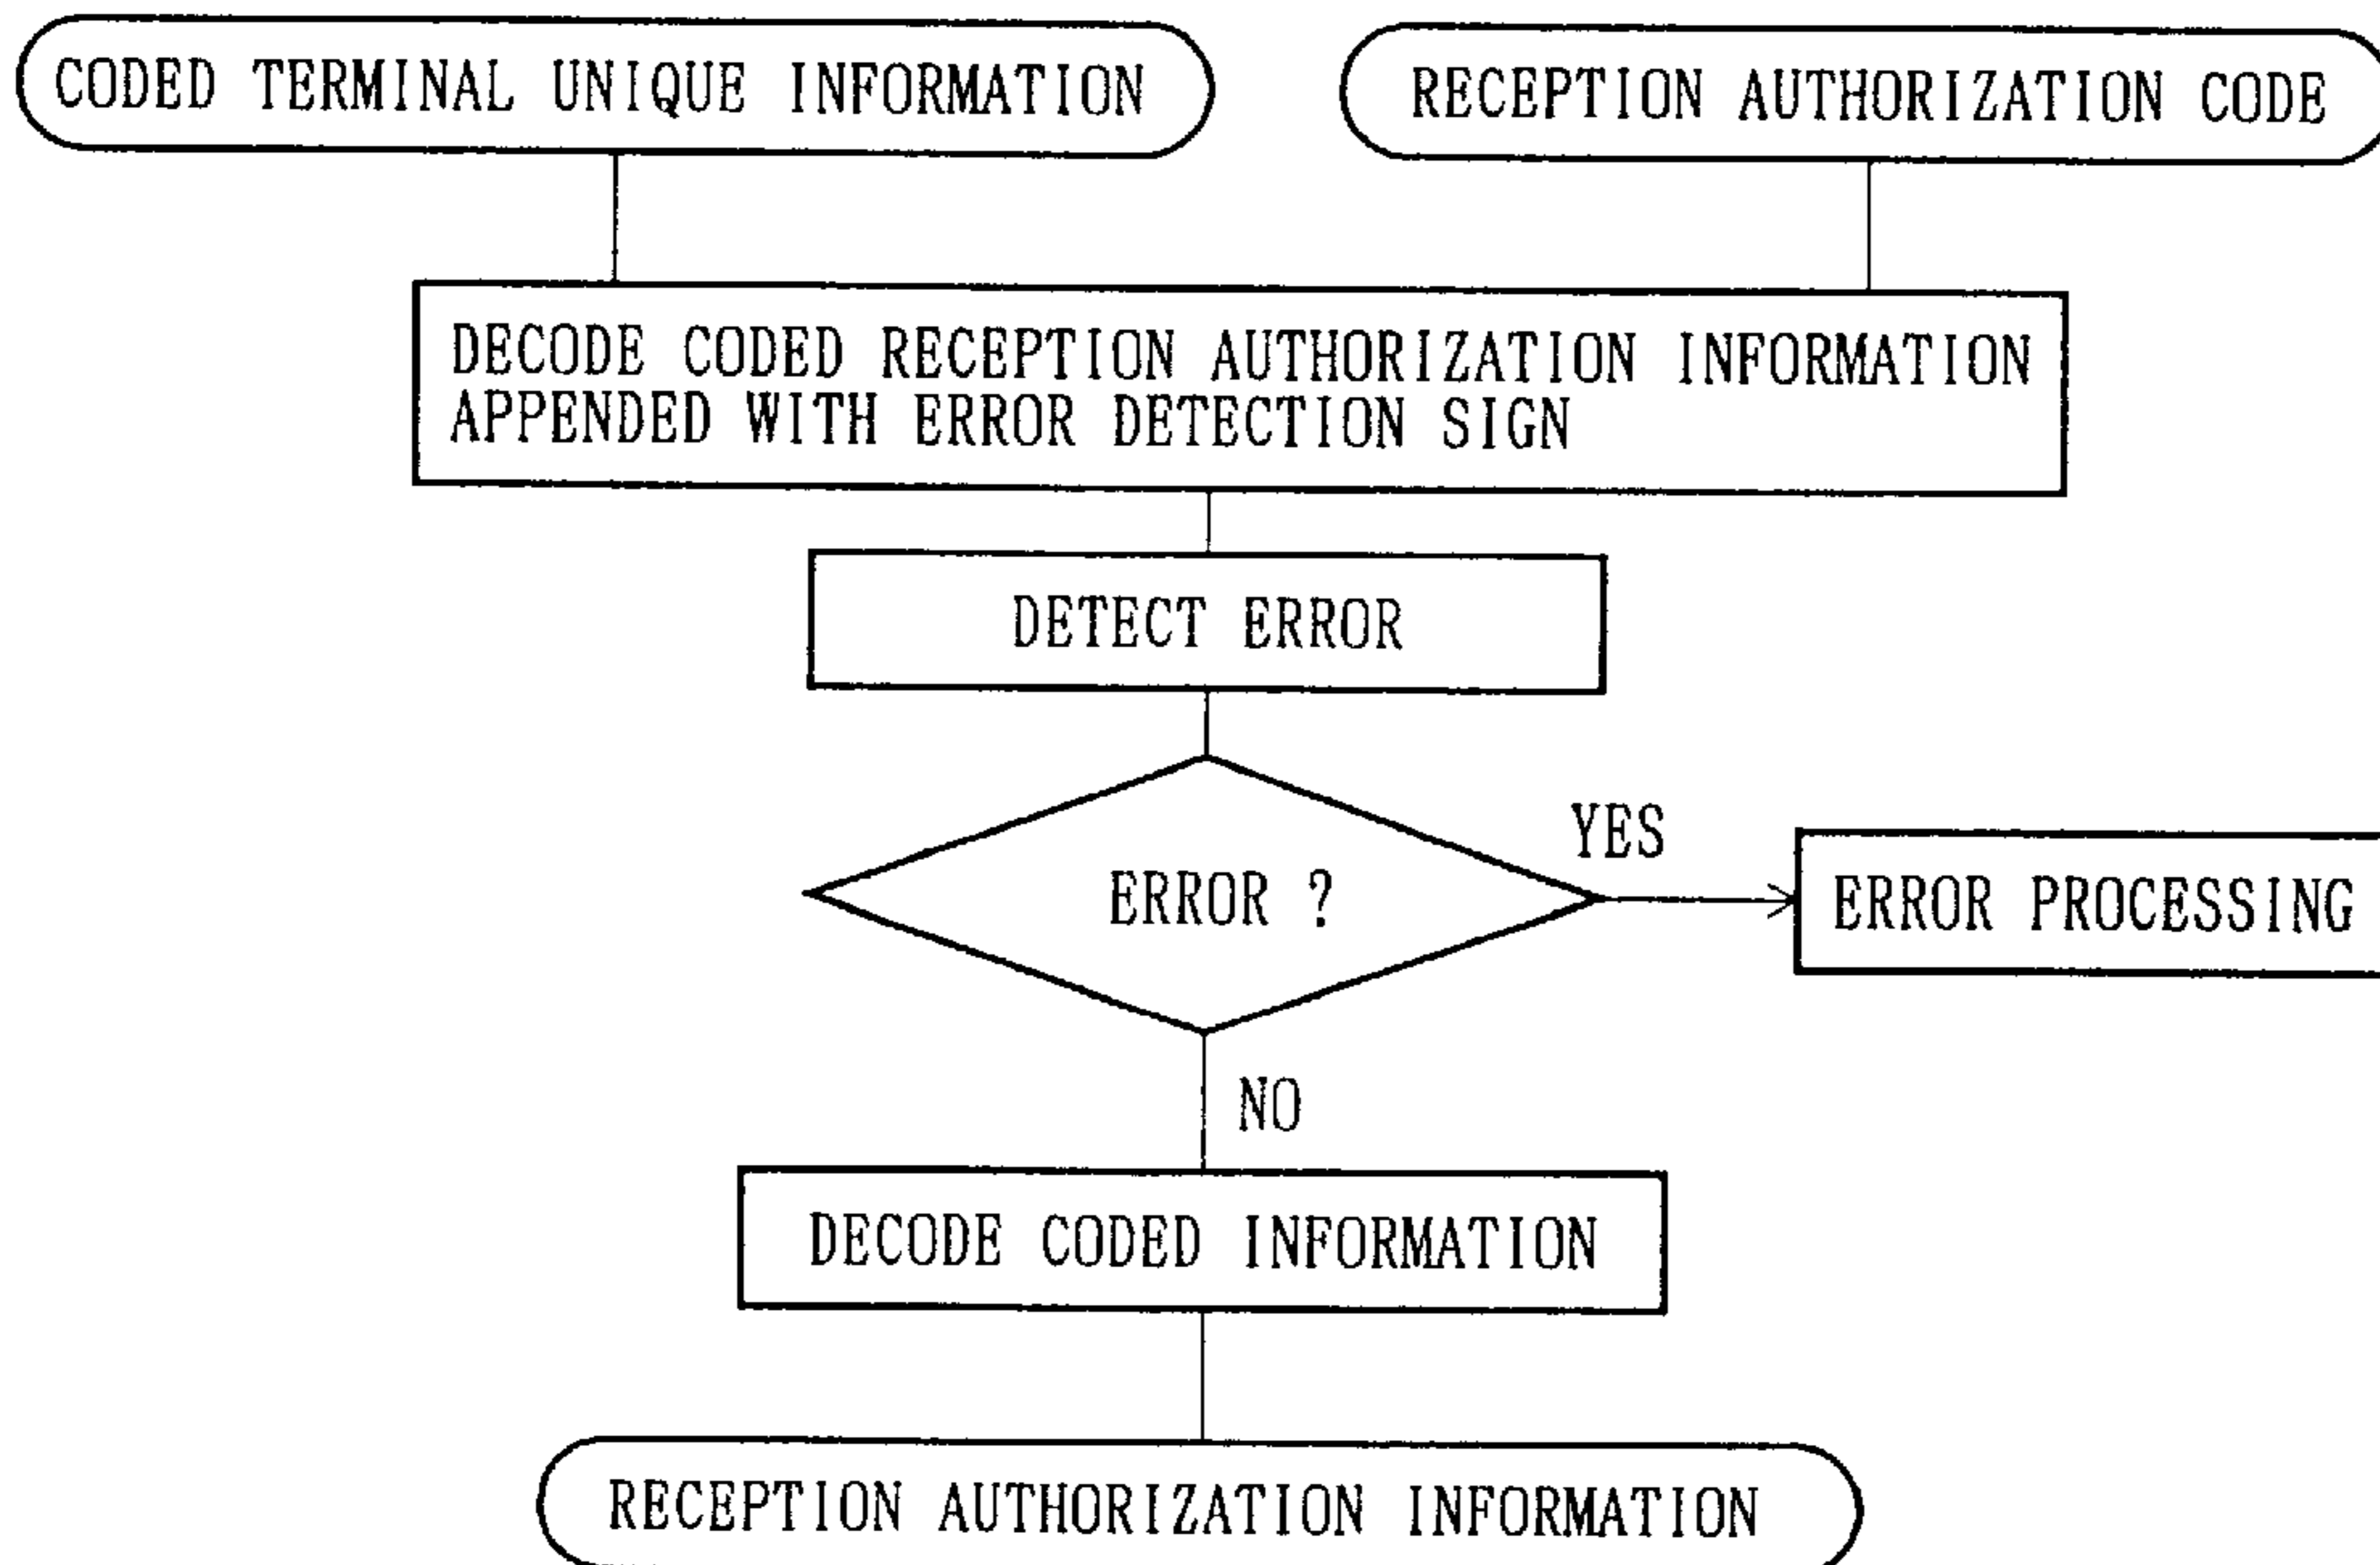 CODED TERMINAL UNIQUE INFORMATION
RECEPTION AUTHORIZATION CODE
DECODE CODED RECEPTION AUTHORIZATION INFORMATION
APPENDED WITH ERROR DETECTION SIGN
DETECT ERROR
ERROR ?
YES
ERROR PROCESSING
NO
DECODE CODED INFORMATION
RECEPTION AUTHORIZATION INFORMATION